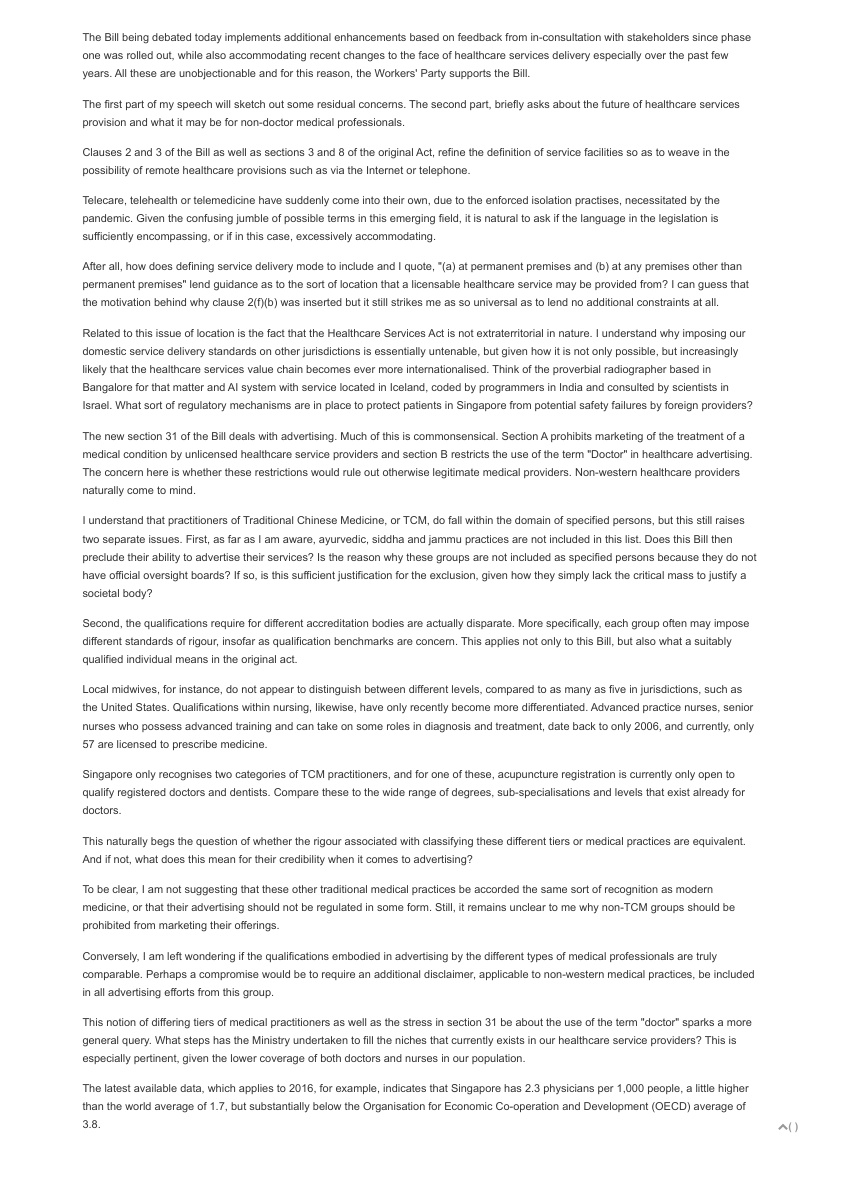 The Bill being debated today implements additional enhancements based on feedback from in-consultation with stakeholders since phase
one was rolled out, while also accommodating recent changes to the face of healthcare services delivery especially over the past few
years. All these are unobjectionable and for this reason, the Workers' Party supports the Bill.
The first part of my speech will sketch out some residual concerns. The second part, briefly asks about the future of healthcare services
provision and what it may be for non-doctor medical professionals.
Clauses 2 and 3 of the Bill as well as sections 3 and 8 of the original Act, refine the definition of service facilities so as to weave in the
possibility of remote healthcare provisions such as via the Internet or telephone.
Telecare, telehealth or telemedicine have suddenly come into their own, due to the enforced isolation practises, necessitated by the
pandemic. Given the confusing jumble of possible terms in this emerging field, it is natural to ask if the language in the legislation is
sufficiently encompassing, or if in this case, excessively accommodating.
After all, how does defining service delivery mode to include and I quote, "(a) at permanent premises and (b) at any premises other than
permanent premises" lend guidance as to the sort of location that a licensable healthcare service may be provided from? I can guess that
the motivation behind why clause 2(f)(b) was inserted but it still strikes me as so universal as to lend no additional constraints at all.
Related to this issue of location is the fact that the Healthcare Services Act is not extraterritorial in nature. I understand why imposing our
domestic service delivery standards on other jurisdictions is essentially untenable, but given how it is not only possible, but increasingly
likely that the healthcare services value chain becomes ever more internationalised. Think of the proverbial radiographer based in
Bangalore for that matter and AI system with service located in Iceland, coded by programmers in India and consulted by scientists in
Israel. What sort of regulatory mechanisms are in place to protect patients in Singapore from potential safety failures by foreign providers?
The new section 31 of the Bill deals with advertising. Much of this is commonsensical. Section A prohibits marketing of the treatment of a
medical condition by unlicensed healthcare service providers and section B restricts the use of the term "Doctor" in healthcare advertising.
The concern here is whether these restrictions would rule out otherwise legitimate medical providers. Non-western healthcare providers
naturally come to mind.
I understand that practitioners of Traditional Chinese Medicine, or TCM, do fall within the domain of specified persons, but this still raises
two separate issues. First, as far as I am aware, ayurvedic, siddha and jammu practices are not included in this list. Does this Bill then
preclude their ability to advertise their services? Is the reason why these groups are not included as specified persons because they do not
have official oversight boards? If so, is this sufficient justification for the exclusion, given how they simply lack the critical mass to justify a
societal body?
Second, the qualifications require for different accreditation bodies are actually disparate. More specifically, each group often may impose
different standards of rigour, insofar as qualification benchmarks are concern. This applies not only to this Bill, but also what a suitably
qualified individual means in the original act.
Local midwives, for instance, do not appear to distinguish between different levels, compared to as many as five in jurisdictions, such as
the United States. Qualifications within nursing, likewise, have only recently become more differentiated. Advanced practice nurses, senior
nurses who possess advanced training and can take on some roles in diagnosis and treatment, date back to only 2006, and currently, only
57 are licensed to prescribe medicine.
Singapore only recognises two categories of TCM practitioners, and for one of these, acupuncture registration is currently only open to
qualify registered doctors and dentists. Compare these to the wide range of degrees, sub-specialisations and levels that exist already for
doctors.
This naturally begs the question of whether the rigour associated with classifying these different tiers or medical practices are equivalent.
And if not, what does this mean for their credibility when it comes to advertising?
To be clear, I am not suggesting that these other traditional medical practices be accorded the same sort of recognition as modern
medicine, or that their advertising should not be regulated in some form. Still, it remains unclear to me why non-TCM groups should be
prohibited from marketing their offerings.
Conversely, I am left wondering if the qualifications embodied in advertising by the different types of medical professionals are truly
comparable. Perhaps a compromise would be to require an additional disclaimer, applicable to non-western medical practices, be included
in all advertising efforts from this group.
This notion of differing tiers of medical practitioners as well as the stress in section 31 be about the use of the term "doctor" sparks a more
general query. What steps has the Ministry undertaken to fill the niches that currently exists in our healthcare service providers? This is
especially pertinent, given the lower coverage of both doctors and nurses in our population.
The latest available data, which applies to 2016, for example, indicates that Singapore has 2.3 physicians per 1,000 people, a little higher
than the world average of 1.7, but substantially below the Organisation for Economic Co-operation and Development (OECD) average of
3.8.
( )